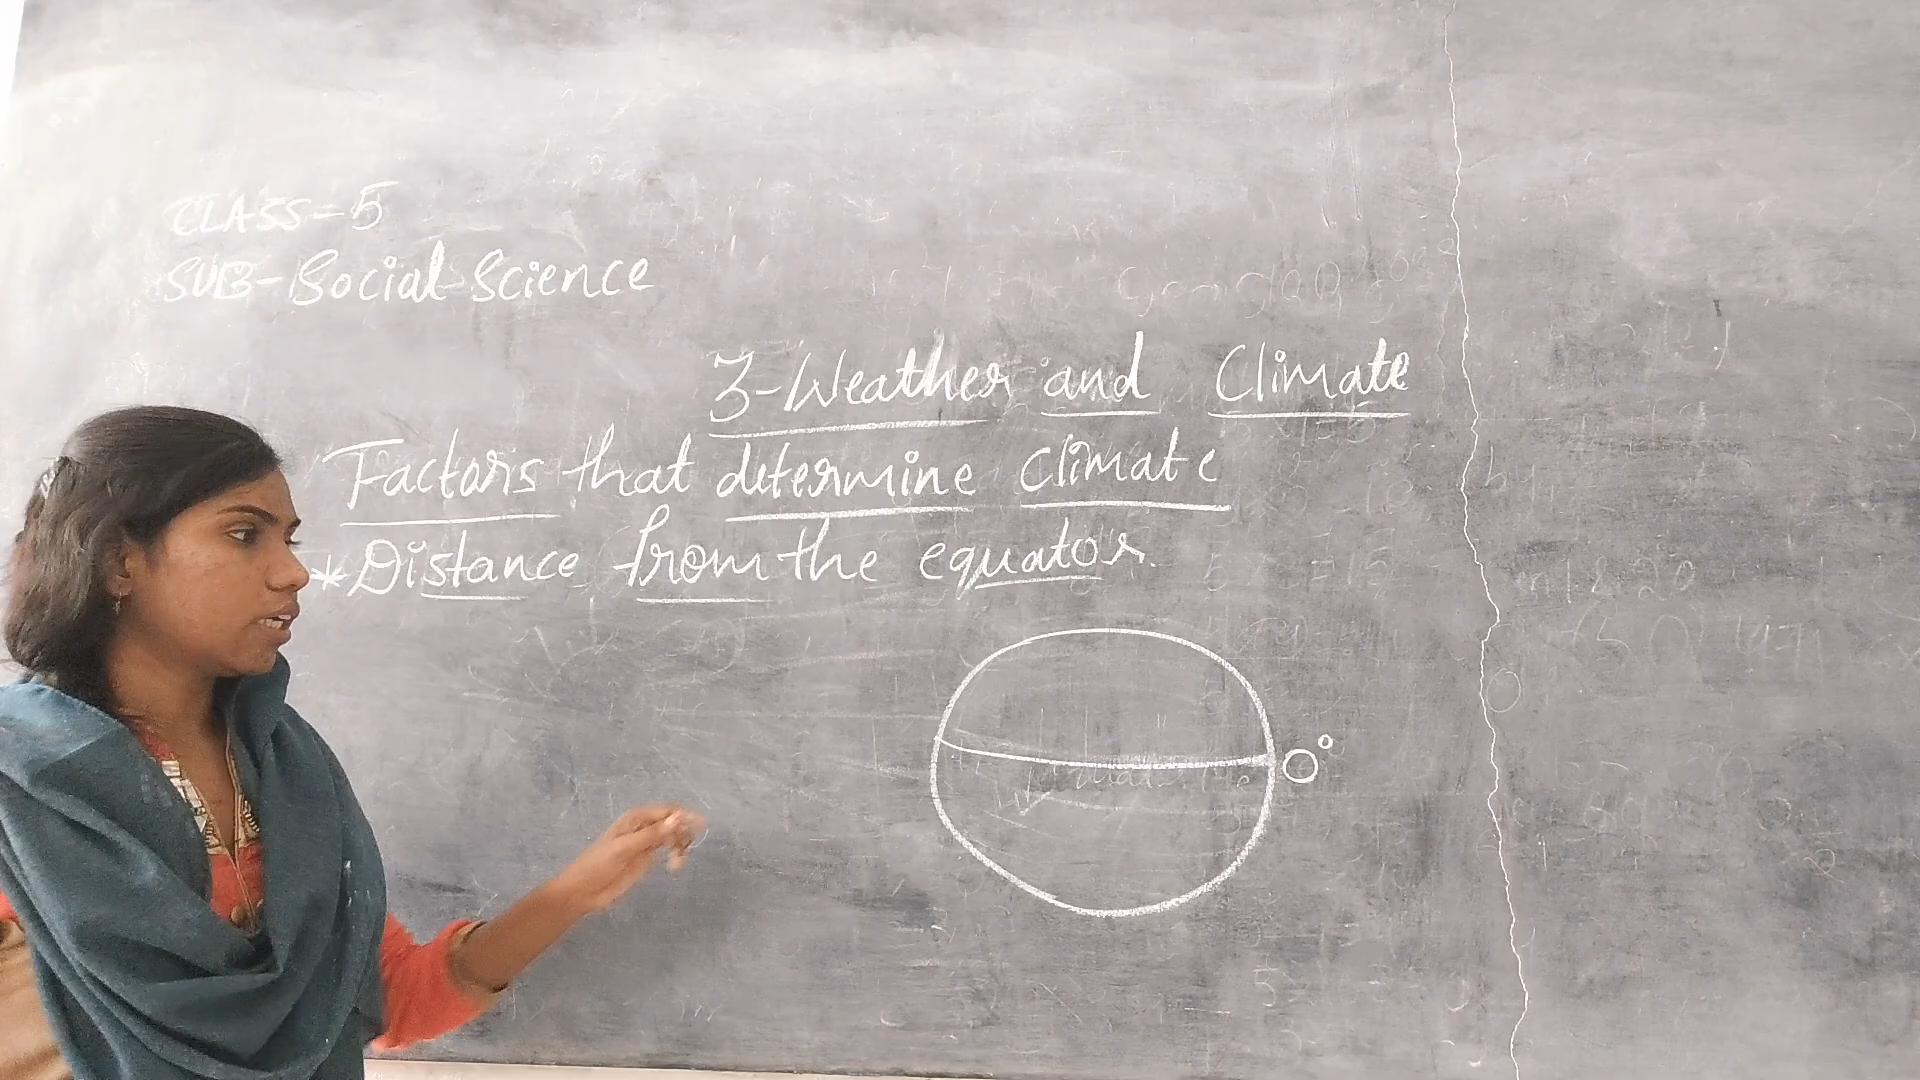 CLASS-5
SUB-Social Science
3-Weather and Climate
Factors that determine climate
*Distance from the equator.
0°